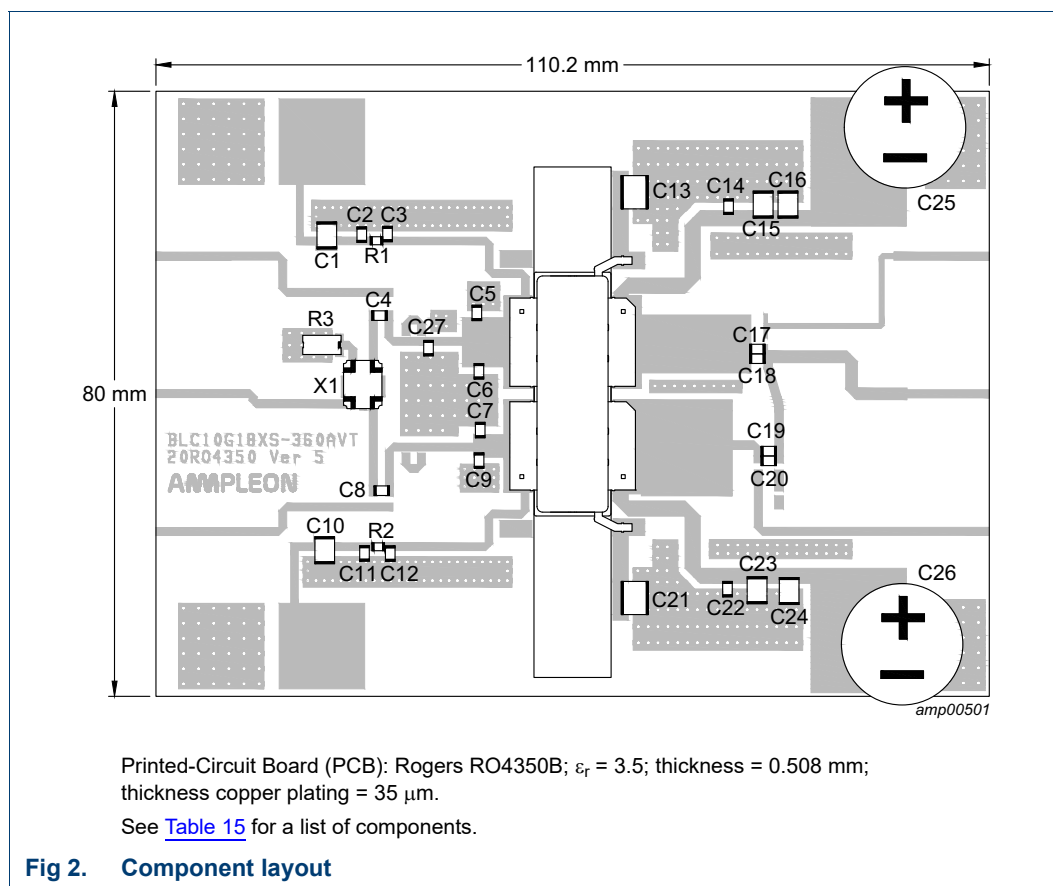 110.2 mm
80 mm
C13
C14
C16
C15
C25
C2
C3
C1
R1
C4
C5
R3
C27
X1
C6
C7
C17
C18
C19
C20
C9
C8
BLC10G18XS-360AVT
20RO4350 Ver 5
AMPLEON
C10
R2
C11
C12
C21
C22
C23
C24
C26
+
−
+
−
amp00501
Printed-Circuit Board (PCB): Rogers RO4350B; εr = 3.5; thickness = 0.508 mm;
thickness copper plating = 35 μm.
See Table 15 for a list of components.
Fig 2. Component layout